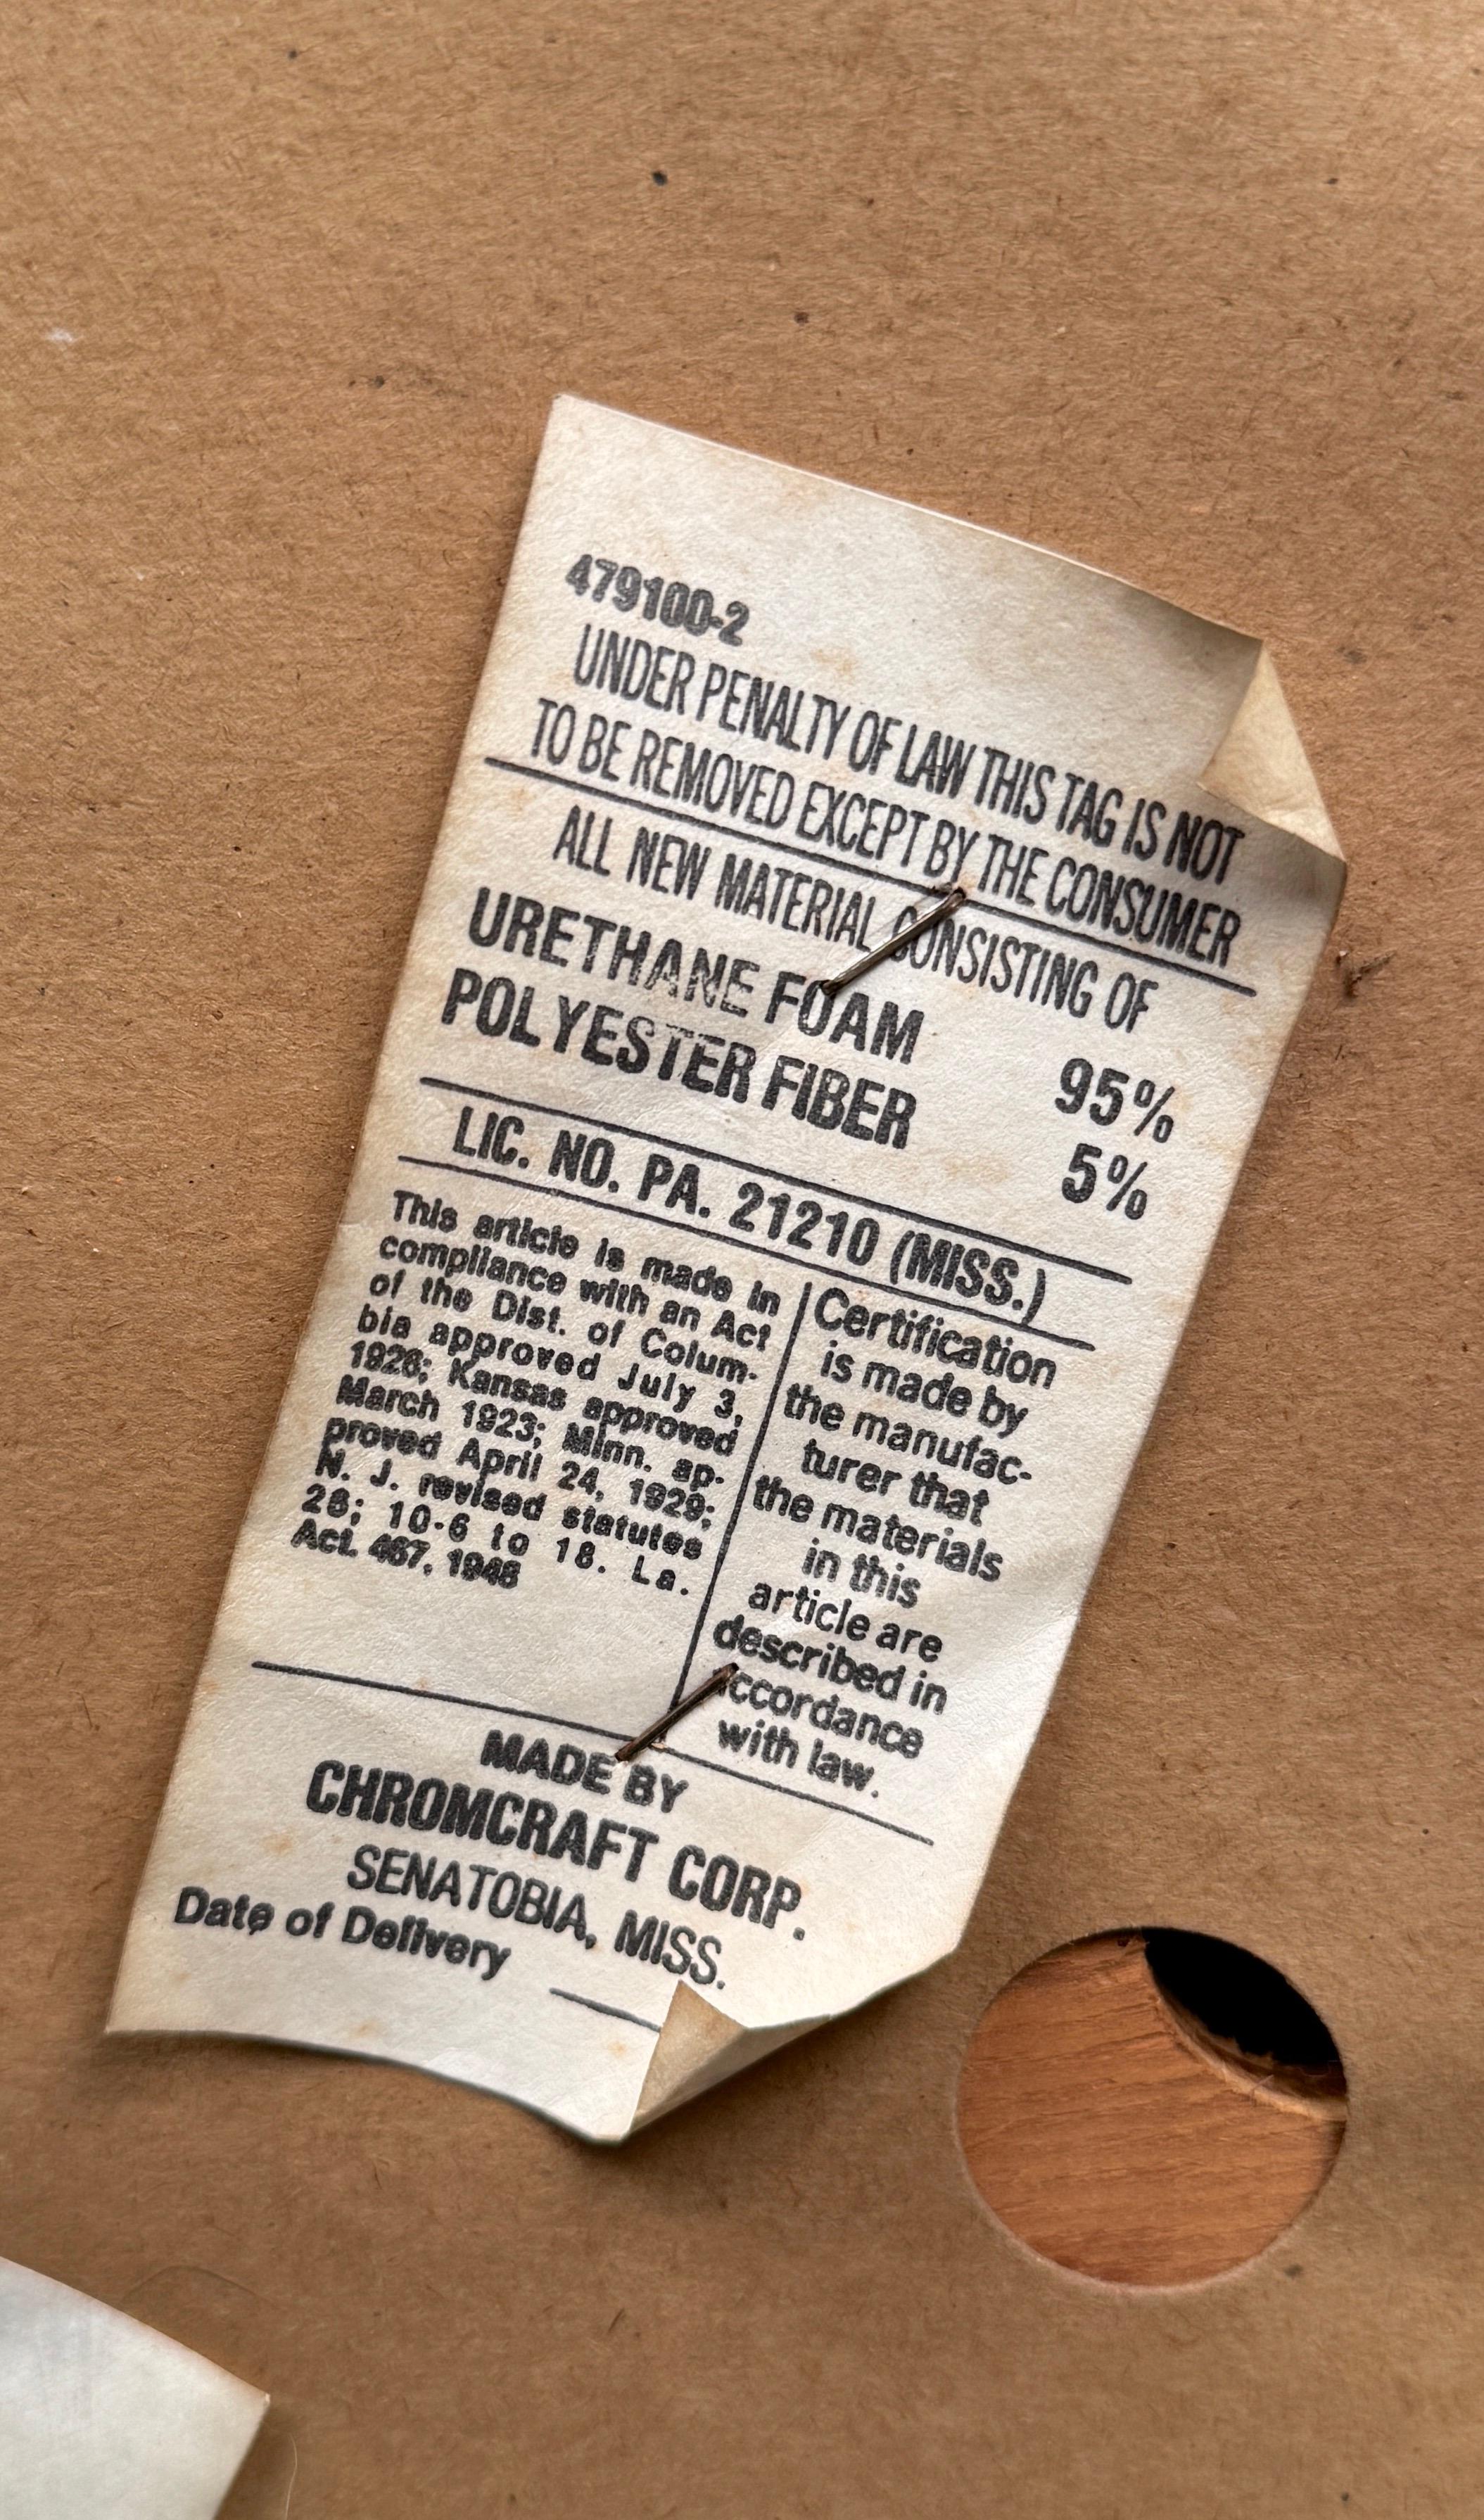 479100-2
UNDER PENALTY OF LAW THIS TAG IS NOT
TO BE REMOVED EXCEPT BY THE CONSUMER
ALL NEW MATERIAL CONSISTING OF
URETHANE FOAM 95%
POLYESTER FIBER 5%
LIC. NO. PA. 21210 (MISS.)
This article is made in
compliance with an Act
of the Dist. of Colum-
bia approved July 3,
1926; Kansas approved
March 1923; Minn. ap-
proved April 24, 1929;
N. J. revised statutes
26; 10-6 to 18. La.
Act. 467, 1948
Certification
is made by
the manufac-
turer that
the materials
in this
article are
described in
accordance
with law.
MADE BY
CHROMCRAFT CORP.
SENATOBIA, MISS.
Date of Delivery